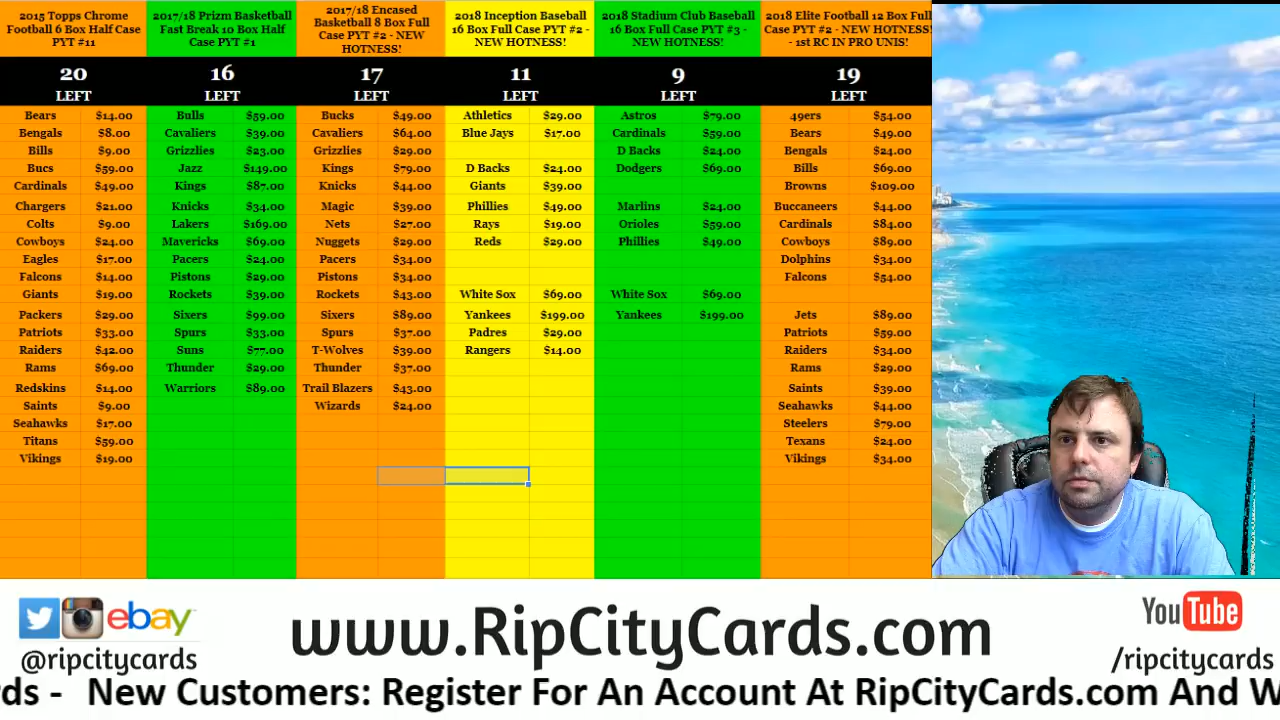 2015 Topps Chrome
Football 6 Box Half Case
PYT #11
20
LEFT
Bears $14.00
Bengals $8.00
Bills $9.00
Bucs $59.00
Cardinals $49.00
Chargers $21.00
Colts $9.00
Cowboys $24.00
Eagles $17.00
Falcons $14.00
Giants $19.00
Packers $29.00
Patriots $33.00
Raiders $42.00
Rams $69.00
Redskins $14.00
Saints $9.00
Seahawks $17.00
Titans $59.00
Vikings $19.00
2017/18 Prizm Basketball
Fast Break 10 Box Half
Case PYT #1
16
LEFT
Bulls $59.00
Cavaliers $39.00
Grizzlies $23.00
Jazz $149.00
Kings $87.00
Knicks $34.00
Lakers $169.00
Mavericks $69.00
Pacers $24.00
Pistons $29.00
Rockets $39.00
Sixers $99.00
Spurs $33.00
Suns $77.00
Thunder $29.00
Warriors $89.00
2017/18 Encased
Basketball 8 Box Full
Case PYT #2 - NEW
HOTNESS!
17
LEFT
Bucks $49.00
Cavaliers $64.00
Grizzlies $29.00
Kings $79.00
Knicks $44.00
Magic $39.00
Nets $27.00
Nuggets $29.00
Pacers $34.00
Pistons $34.00
Rockets $43.00
Sixers $89.00
Spurs $37.00
T-Wolves $39.00
Thunder $37.00
Trail Blazers $43.00
Wizards $24.00
2018 Inception Baseball
16 Box Full Case PYT #2 -
NEW HOTNESS!
11
LEFT
Athletics $29.00
Blue Jays $17.00
D Backs $24.00
Giants $39.00
Phillies $49.00
Rays $19.00
Reds $29.00
White Sox $69.00
Yankees $199.00
Padres $29.00
Rangers $14.00
2018 Stadium Club Baseball
16 Box Full Case PYT #3 -
NEW HOTNESS!
9
LEFT
Astros $79.00
Cardinals $59.00
D Backs $24.00
Dodgers $69.00
Marlins $24.00
Orioles $59.00
Phillies $49.00
White Sox $69.00
Yankees $199.00
2018 Elite Football 12 Box Full
Case PYT #2 - NEW HOTNESS!
- 1st RC IN PRO UNIS!
19
LEFT
49ers $54.00
Bears $49.00
Bengals $24.00
Bills $69.00
Browns $109.00
Buccaneers $44.00
Cardinals $84.00
Cowboys $89.00
Dolphins $34.00
Falcons $54.00
Jets $89.00
Patriots $59.00
Raiders $34.00
Rams $29.00
Saints $39.00
Seahawks $44.00
Steelers $79.00
Texans $24.00
Vikings $34.00
ebay
@ripcitycards
www.RipCityCards.com
YouTube
/ripcitycards
rds - New Customers: Register For An Account At RipCityCards.com And W